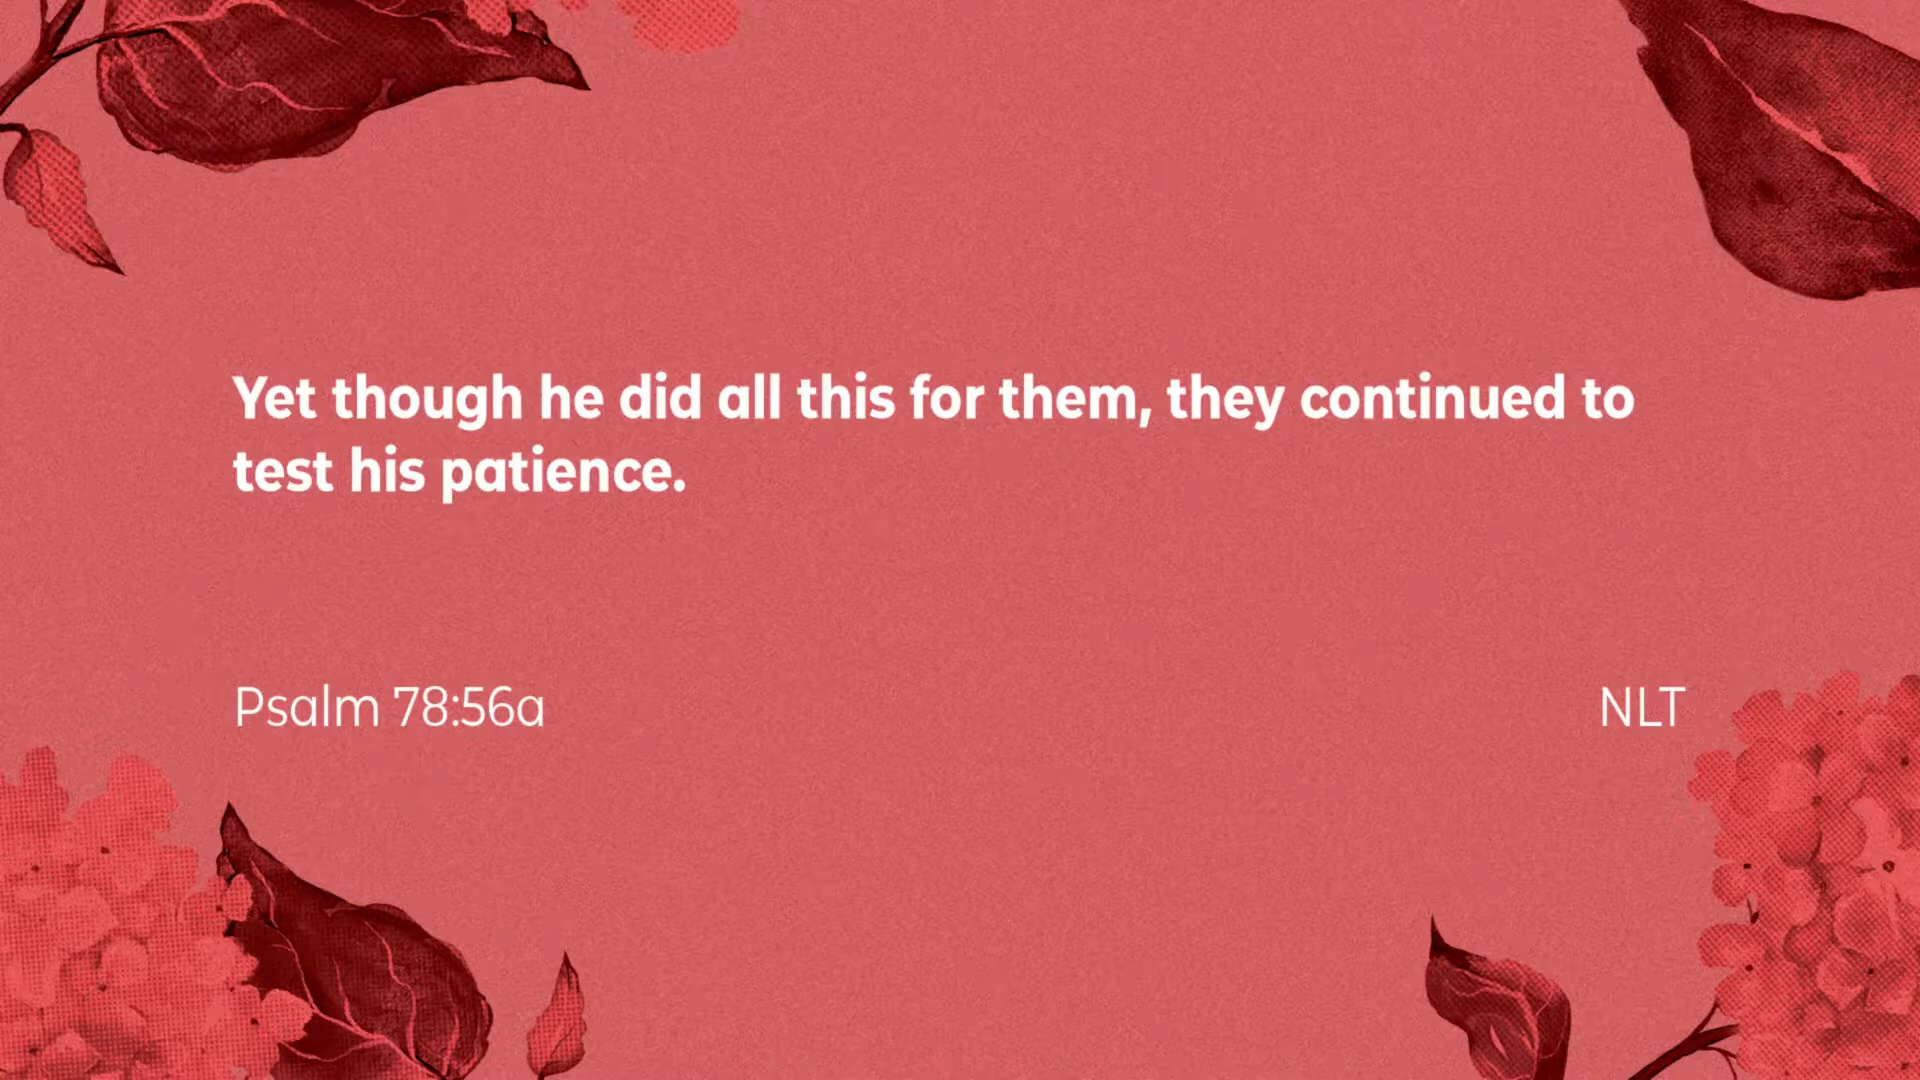 Yet though he did all this for them, they continued to
test his patience.
Psalm 78:56a
NLT